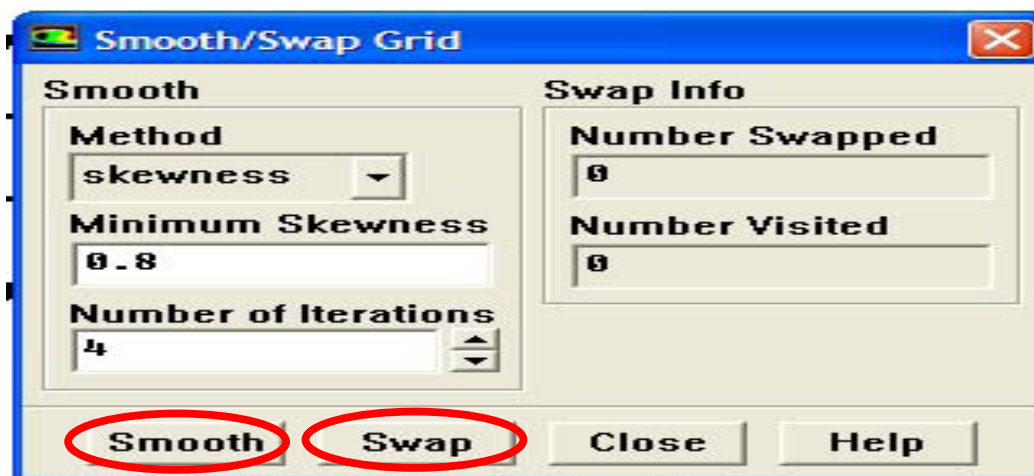 Smooth/Swap Grid
Smooth
Method
skewness
Minimum Skewness
0.8
Number of Iterations
4
Swap Info
Number Swapped
0
Number Visited
0
Smooth Swap Close Help